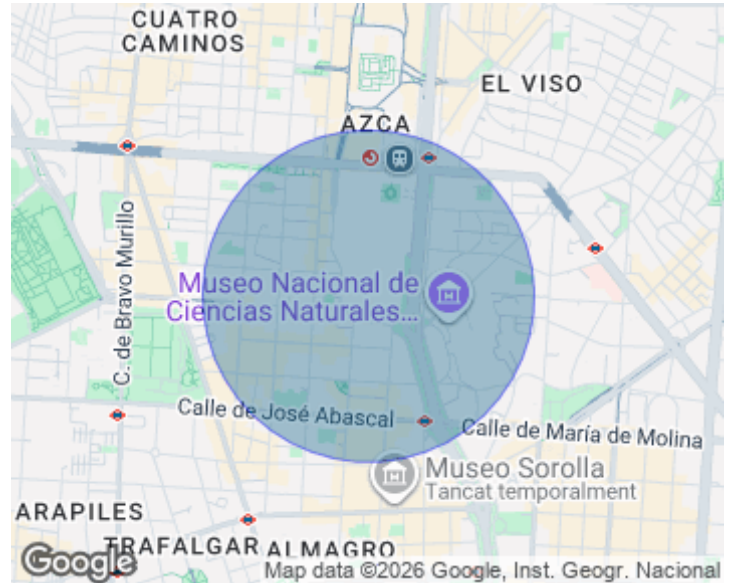 CUATRO
CAMINOS
EL VISO
AZCA
C. de Bravo Murillo
Museo Nacional de
Ciencias Naturales...
Calle de José Abascal
Calle de María de Molina
Museo Sorolla
Tancat temporalment
ARAPILES
TRAFALGAR
ALMAGRO
Google
Map data ©2026 Google, Inst. Geogr. Nacional